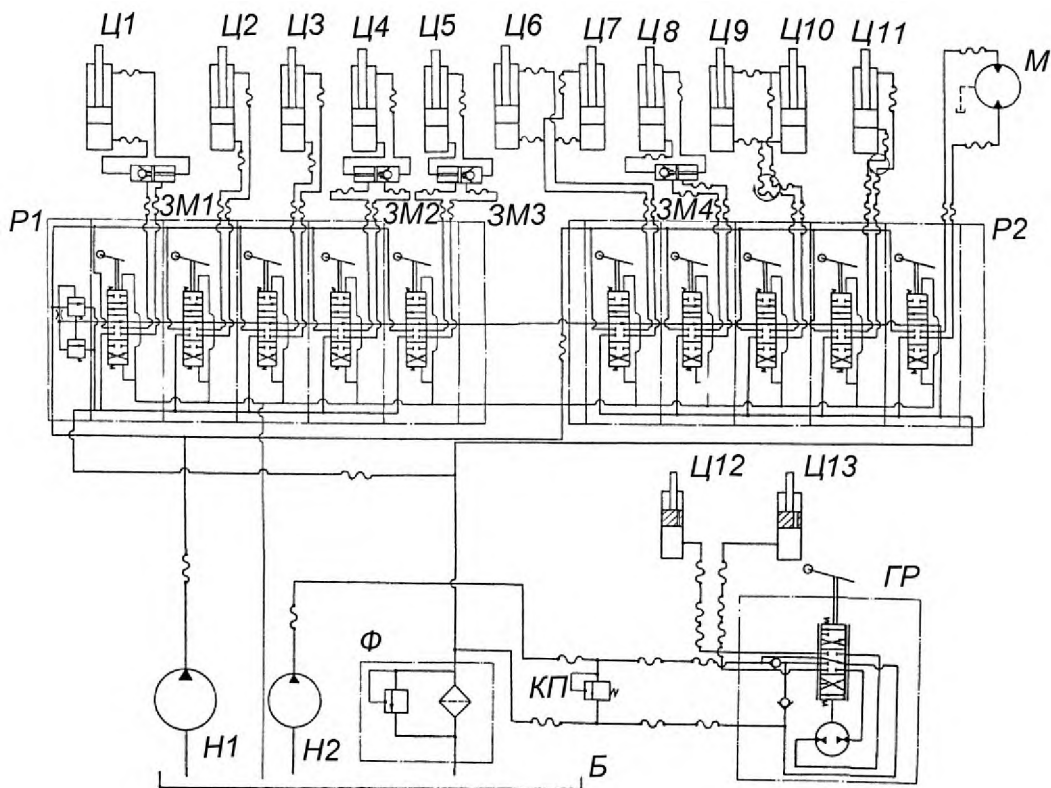 Ц1 Ц2 Ц3 Ц4 Ц5 Ц6 Ц7 Ц8 Ц9 Ц10 Ц11 М
ЗМ1 ЗМ2 ЗМ3 ЗМ4
Р1 Р2
Ц12 Ц13
ГР
Ф
КП
Н1 Н2 Б